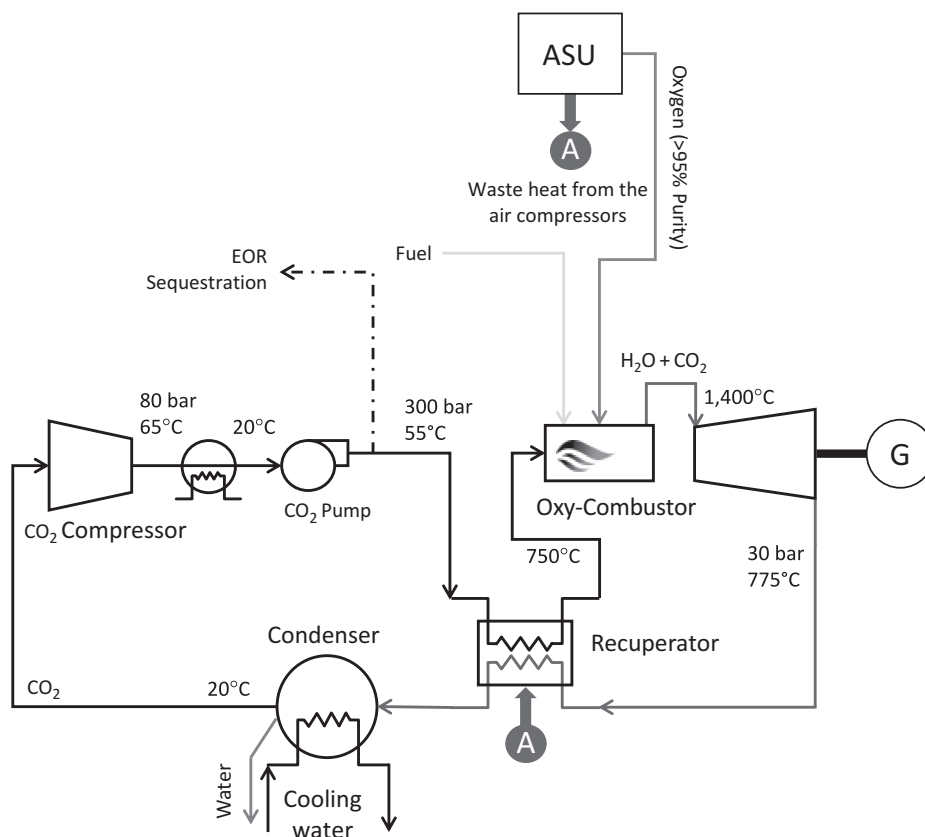 ASU
Oxygen (>95% Purity)
A
Waste heat from the
air compressors
EOR
Sequestration
Fuel
H₂O + CO₂
1,400°C
80 bar
65°C
20°C
300 bar
55°C
G
CO₂ Pump
Oxy-Combustor
CO₂ Compressor
750°C
30 bar
775°C
Condenser
Recuperator
CO₂
20°C
A
Water
Cooling
water